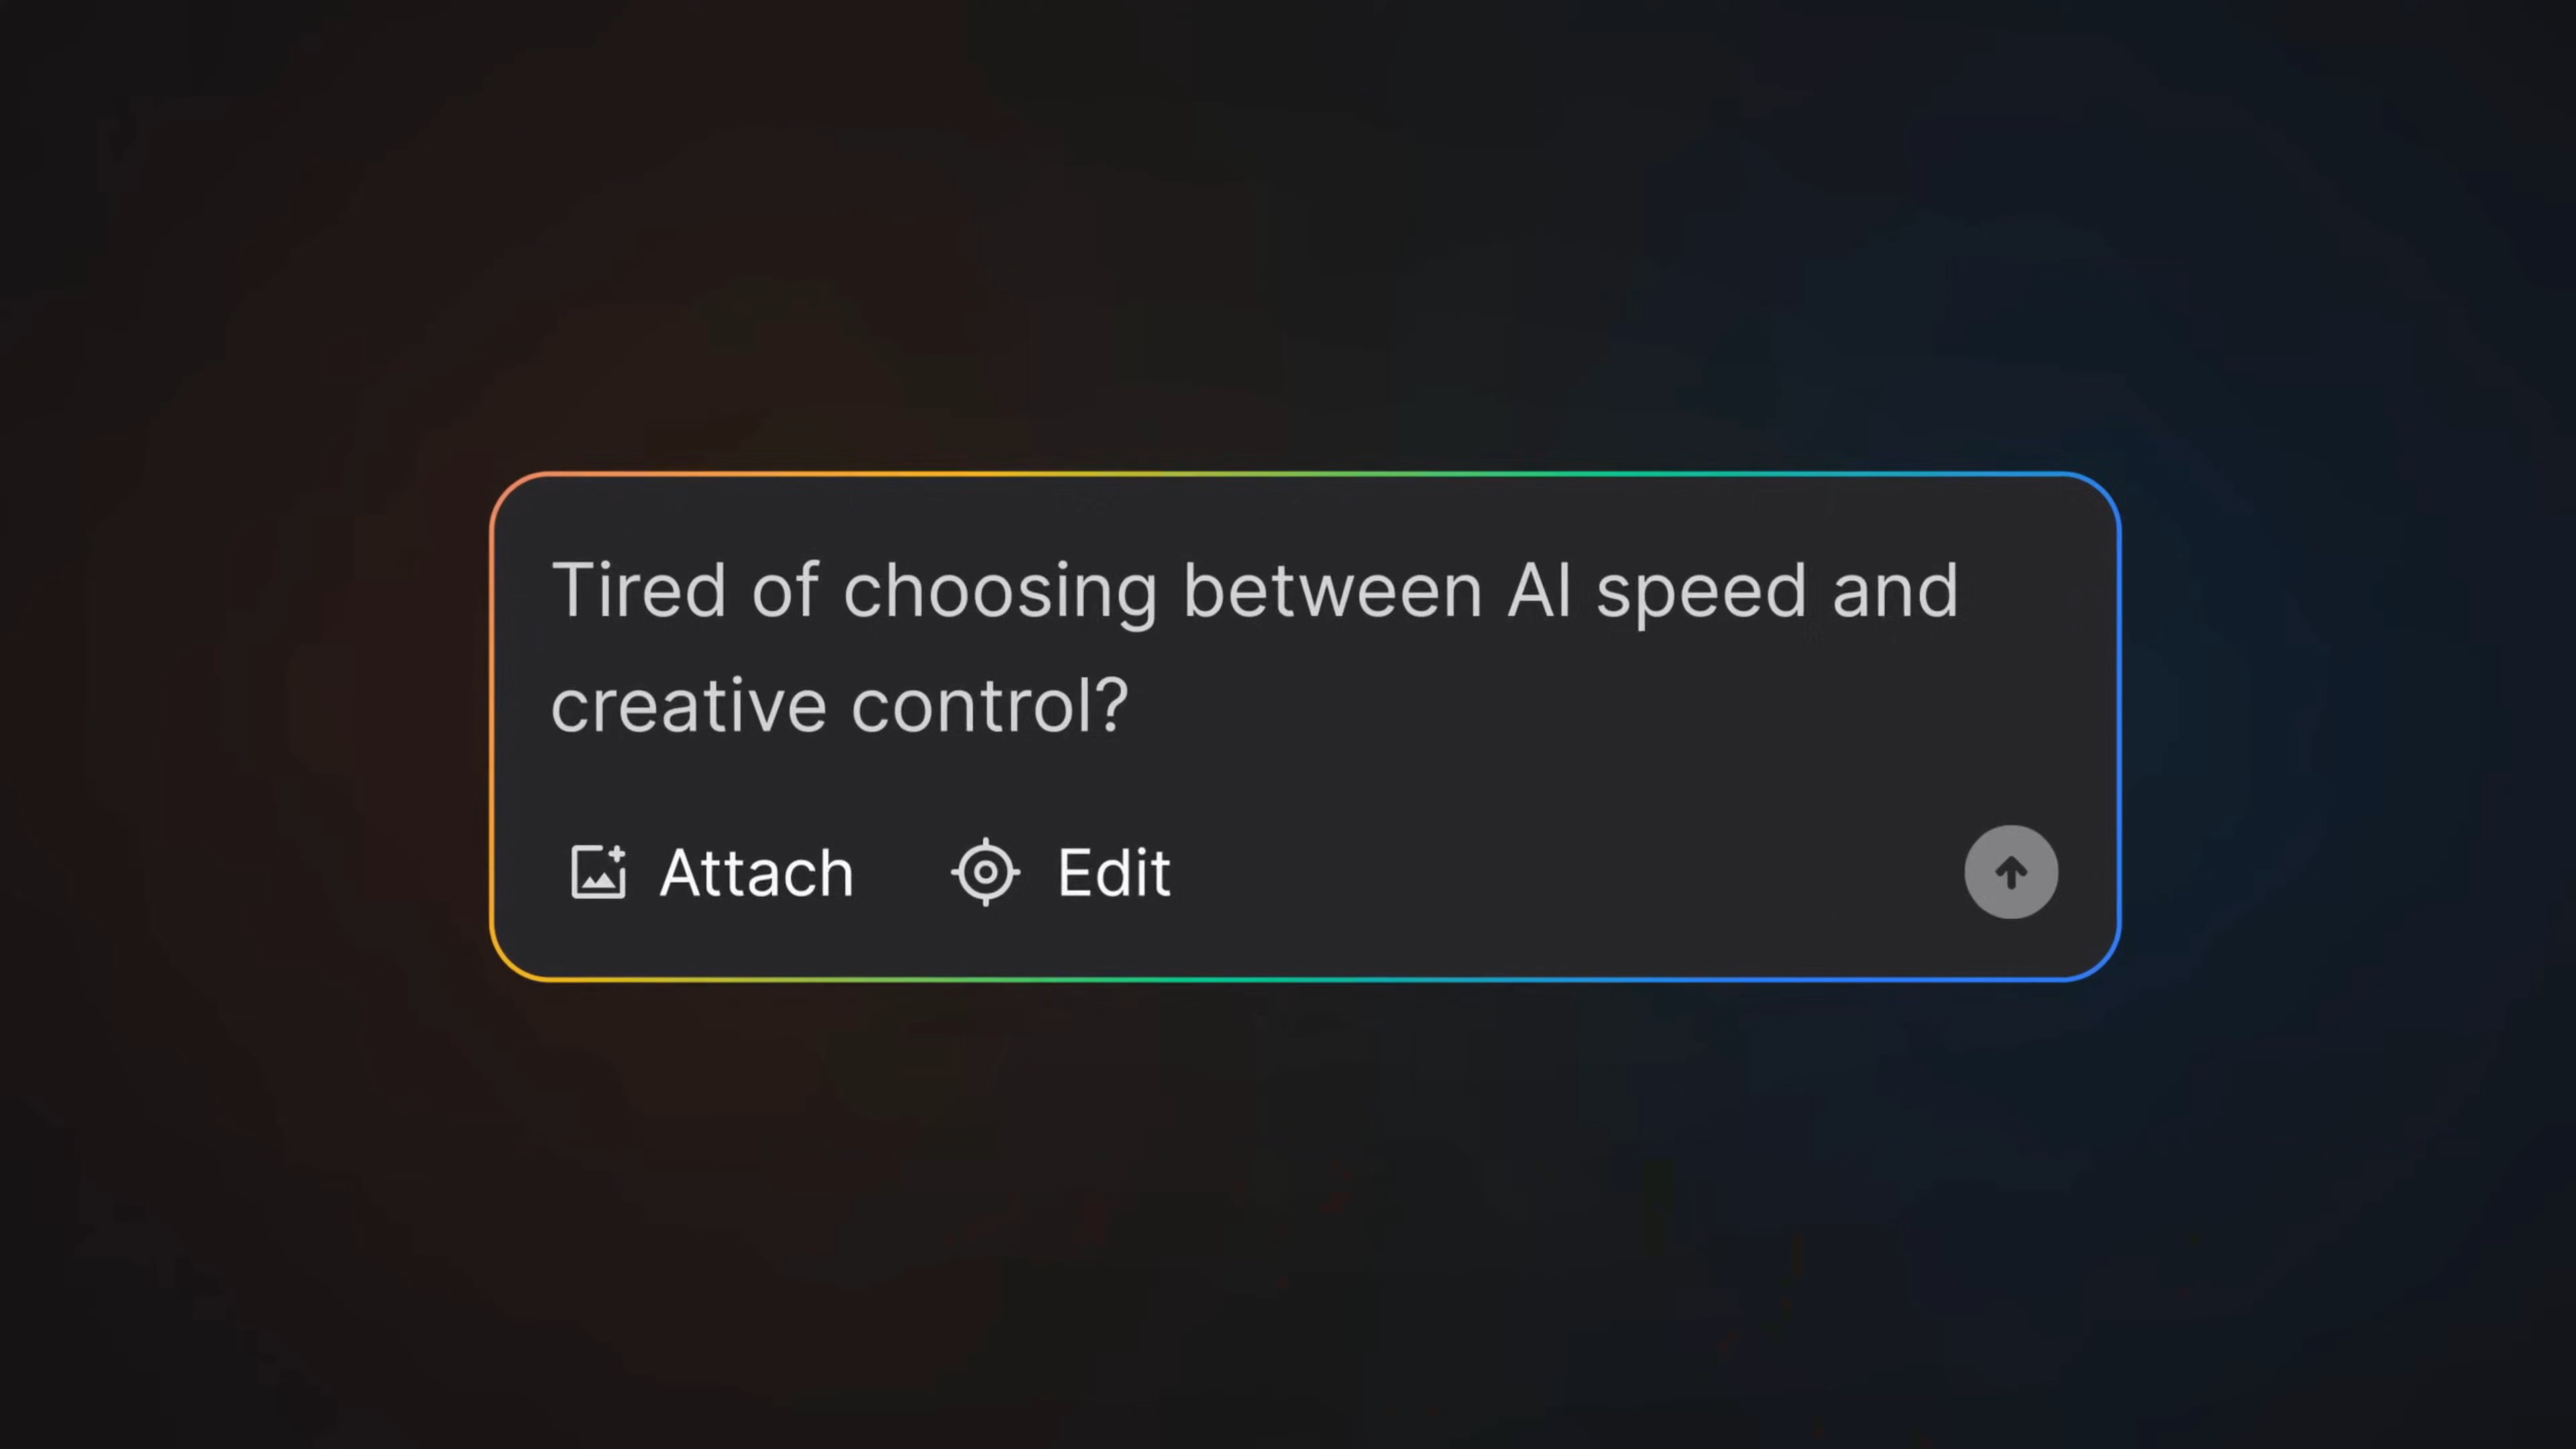 Tired of choosing between AI speed and
creative control?
Attach Edit